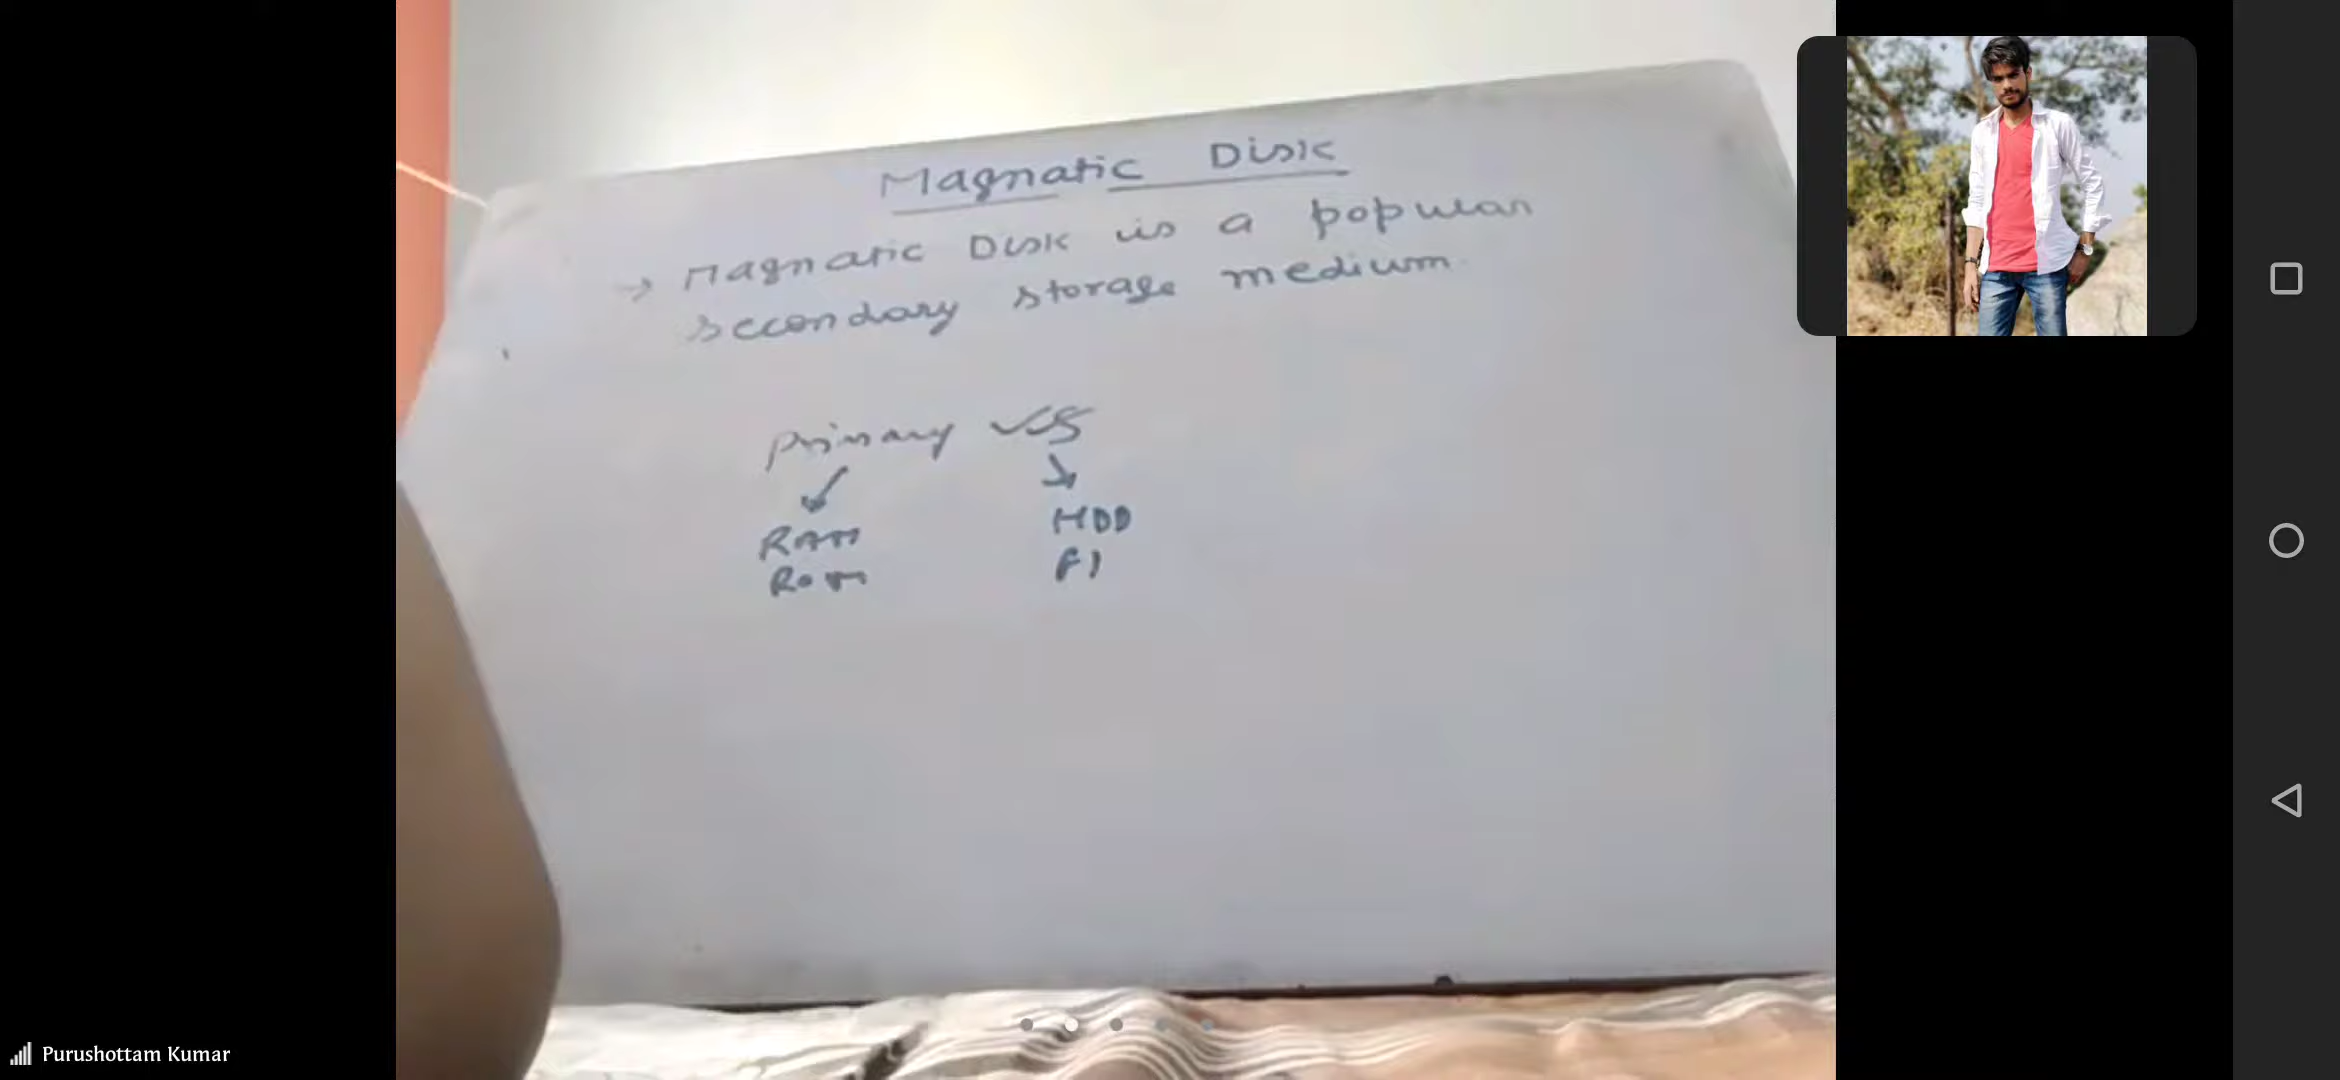 Magnatic Disk
→ Magnatic Disk is a popular
secondary storage medium.
primary VS
RAM HDD
ROM
Purushottam Kumar